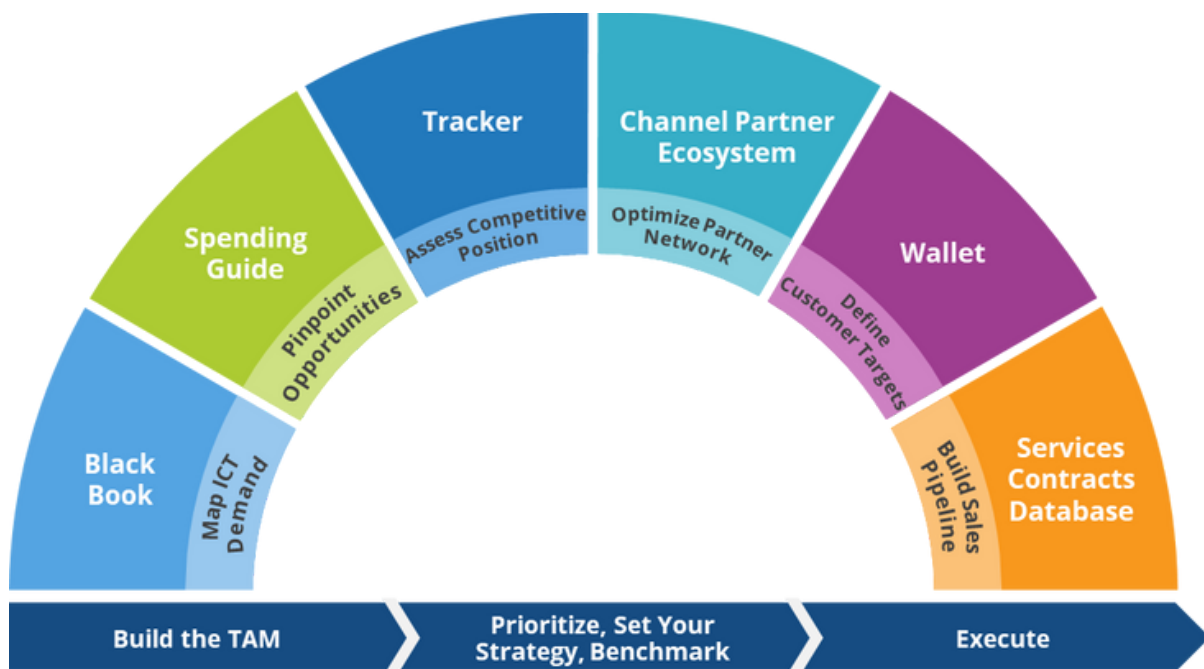 Black
Book
Map ICT
Demand
Spending
Guide
Pinpoint
Opportunities
Tracker
Assess Competitive
Position
Channel Partner
Ecosystem
Optimize Partner
Network
Wallet
Define
Customer Targets
Services
Contracts
Database
Build Sales
Pipeline
Build the TAM
Prioritize, Set Your
Strategy, Benchmark
Execute